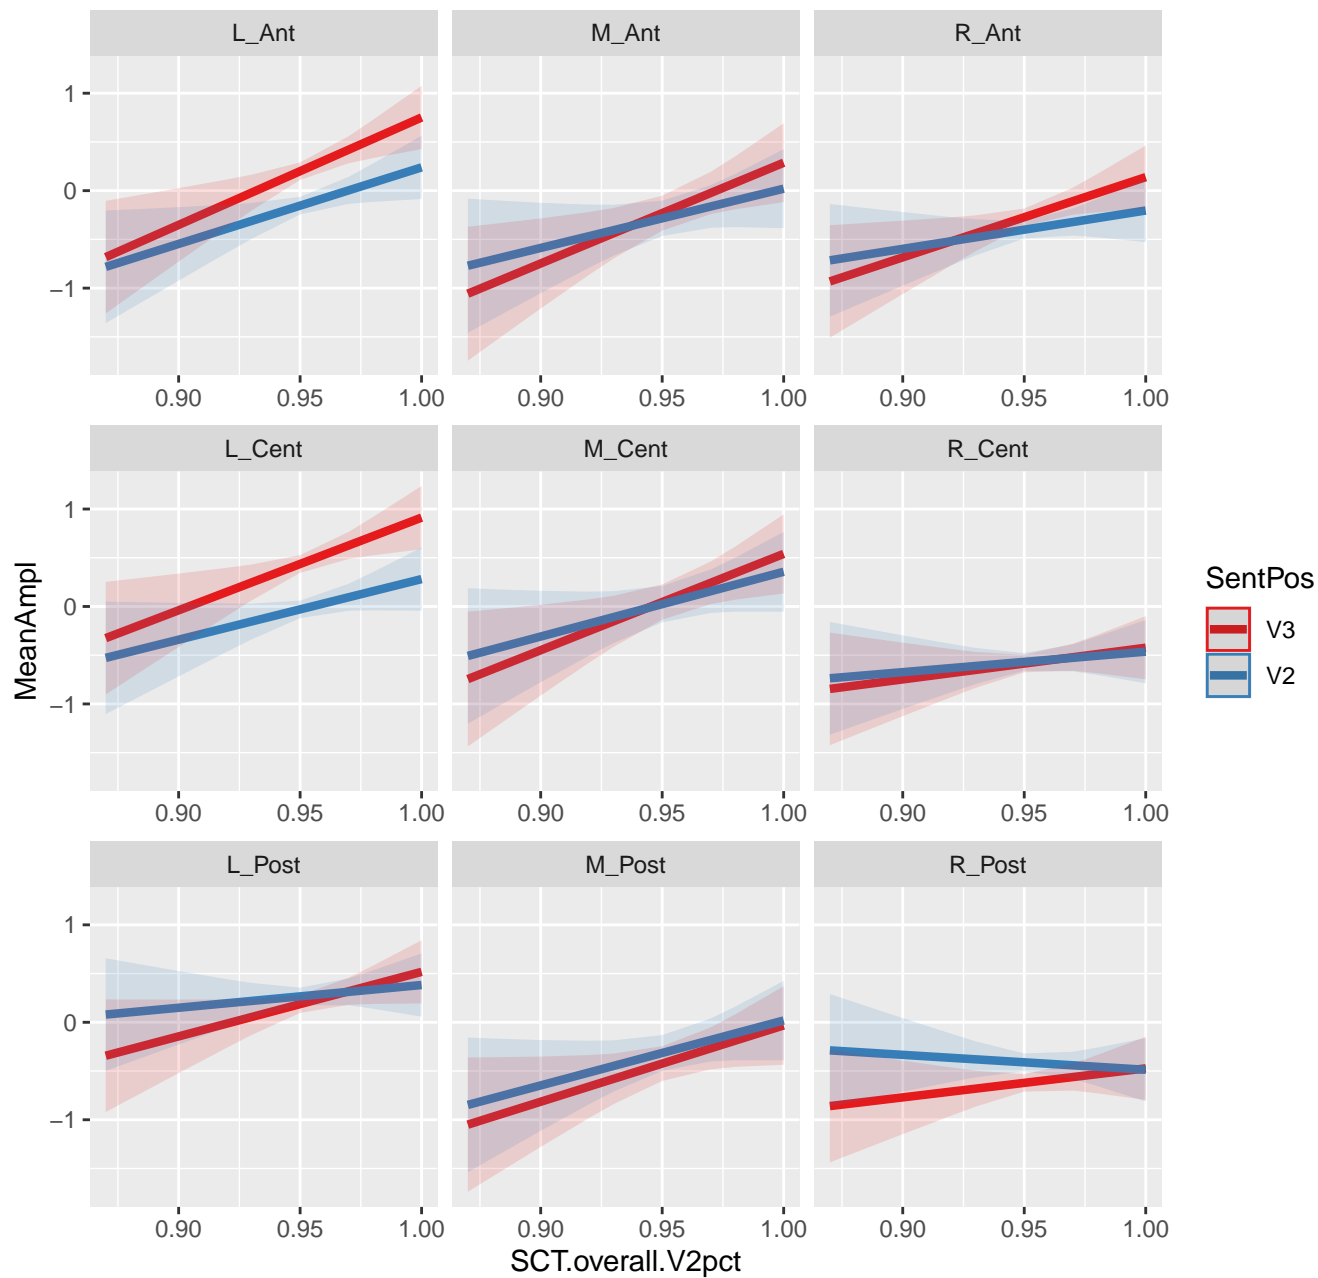 L_Ant M_Ant R_Ant
1
0
−1
0.90 0.95 1.00 0.90 0.95 1.00 0.90 0.95 1.00
L_Cent M_Cent R_Cent
1
0
−1
0.90 0.95 1.00 0.90 0.95 1.00 0.90 0.95 1.00
L_Post M_Post R_Post
1
0
−1
0.90 0.95 1.00 0.90 0.95 1.00 0.90 0.95 1.00
SCT.overall.V2pct
MeanAmpl
SentPos
V3
V2